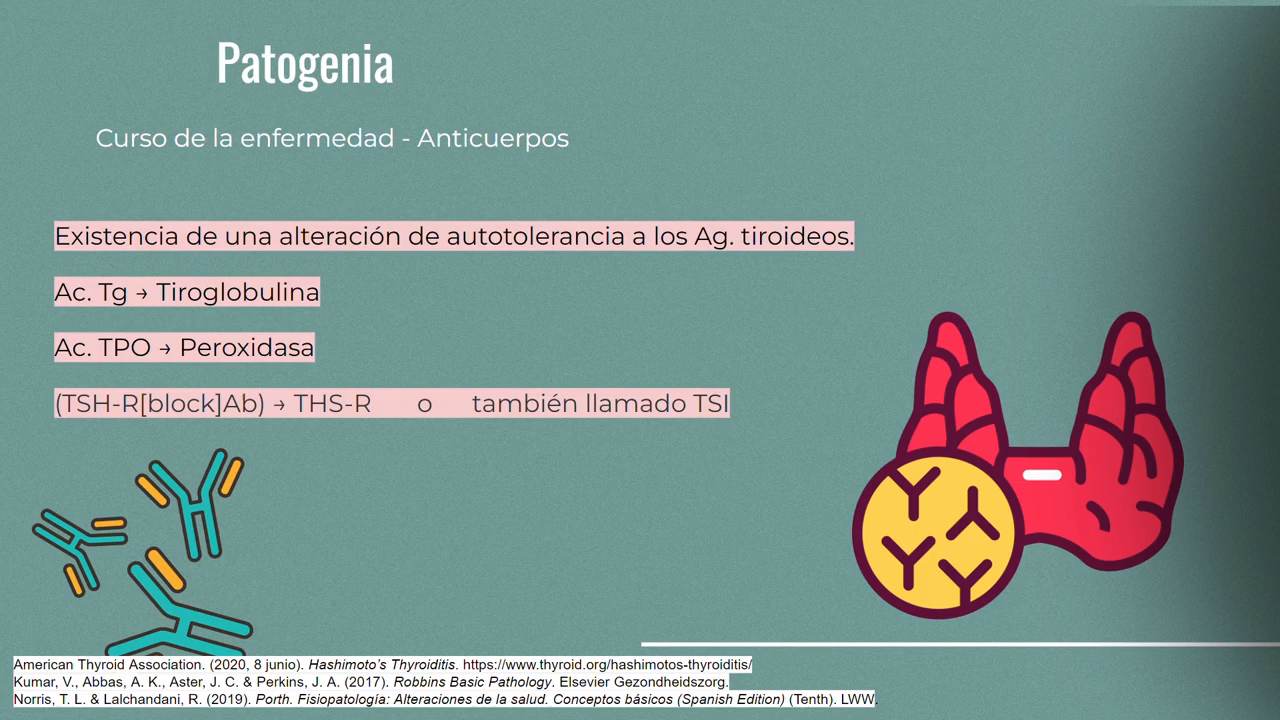 Patogenia
Curso de la enfermedad - Anticuerpos
Existencia de una alteración de autotolerancia a los Ag. tiroideos.
Ac. Tg → Tiroglobulina
Ac. TPO → Peroxidasa
(TSH-R[block]Ab) → THS-R o también llamado TSI
American Thyroid Association. (2020, 8 junio). Hashimoto's Thyroiditis. https://www.thyroid.org/hashimotos-thyroiditis/
Kumar, V., Abbas, A. K., Aster, J. C. & Perkins, J. A. (2017). Robbins Basic Pathology. Elsevier Gezondheidszorg.
Norris, T. L. & Lalchandani, R. (2019). Porth. Fisiopatología: Alteraciones de la salud. Conceptos básicos (Spanish Edition) (Tenth). LWW.